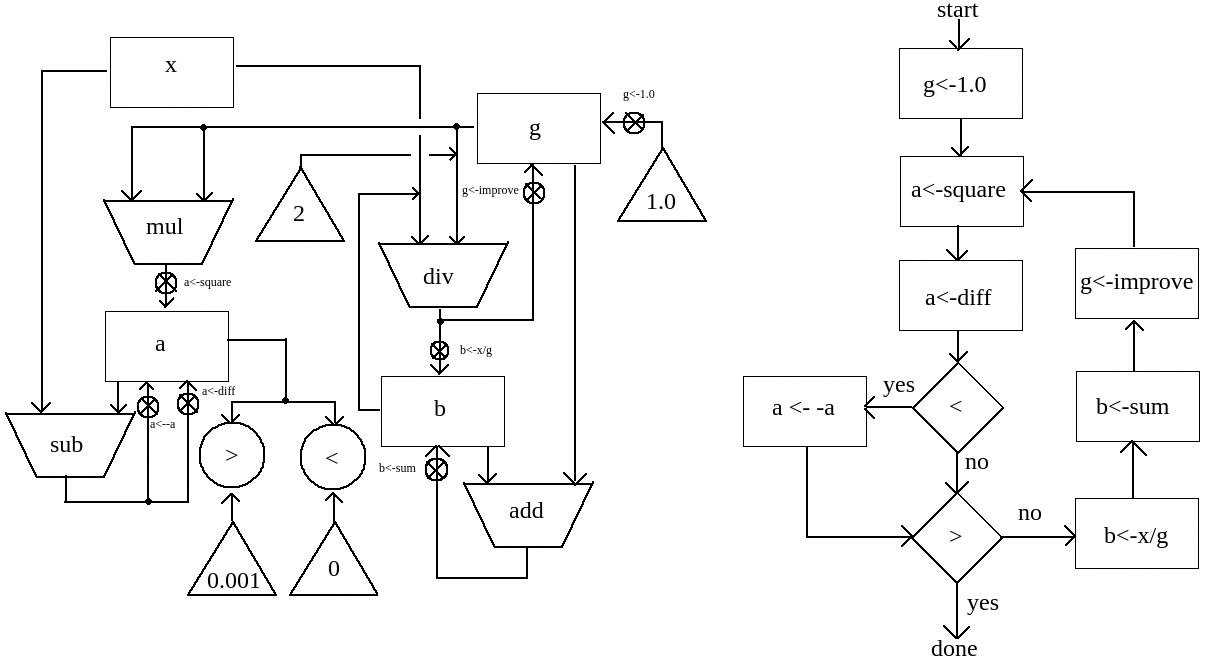 x
g<-1.0
g
2
g<-improve
1.0
mul
a<-square
div
a
b<-x/g
a<-diff
b
a<--a
sub
>
<
b<-sum
add
0.001
0
start
g<-1.0
a<-square
g<-improve
a<-diff
yes
a <- -a
<
b<-sum
no
no
>
b<-x/g
yes
done